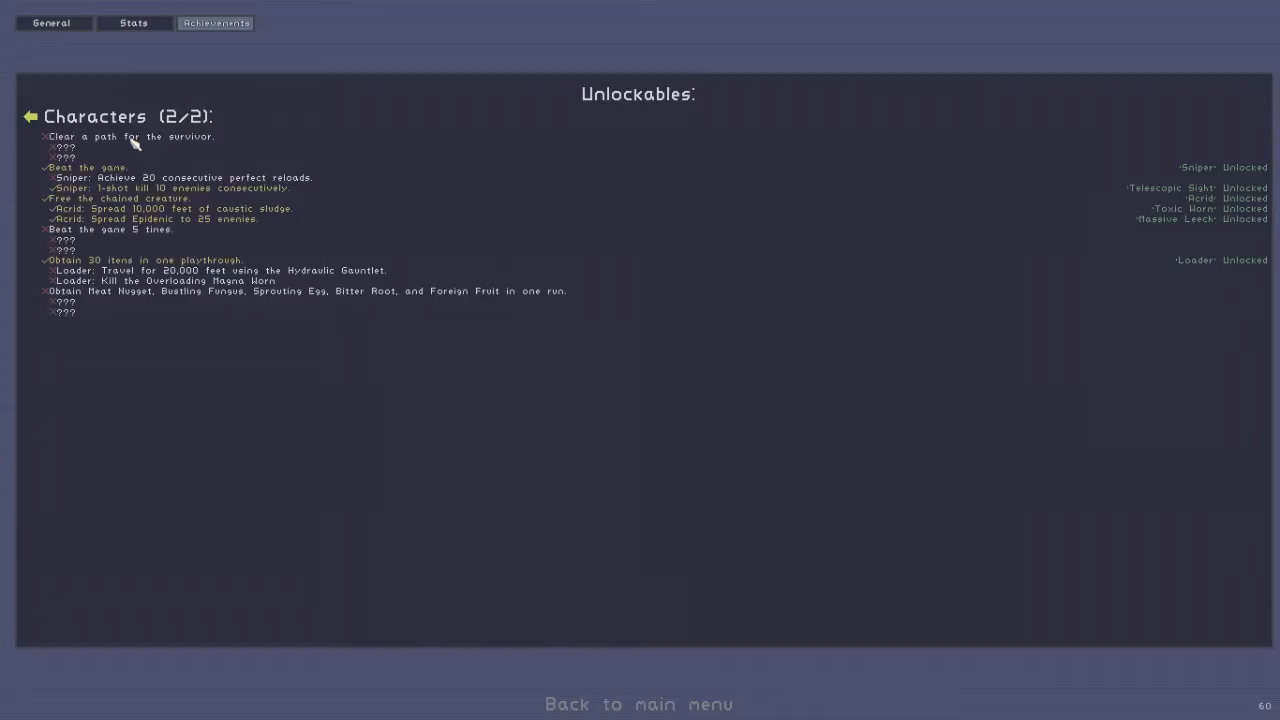 General Stats Achievements
Unlockables:
Characters (2/2):
Clear a path for the survivor.
???
???
Beat the game. ·Sniper· Unlocked
Sniper: Achieve 20 consecutive perfect reloads.
Sniper: 1-shot kill 10 enemies consecutively. ·Telescopic Sight· Unlocked
Free the chained creature. ·Acrid· Unlocked
Acrid: Spread 10,000 feet of caustic sludge. ·Toxic Worm· Unlocked
Acrid: Spread Epidemic to 25 enemies. ·Massive Leech· Unlocked
Beat the game 5 times.
???
???
Obtain 30 items in one playthrough. ·Loader· Unlocked
Loader: Travel for 20,000 feet using the Hydraulic Gauntlet.
Loader: Kill the Overloading Magma Worm
Obtain Meat Nugget, Bustling Fungus, Sprouting Egg, Bitter Root, and Foreign Fruit in one run.
???
???
Back to main menu
60